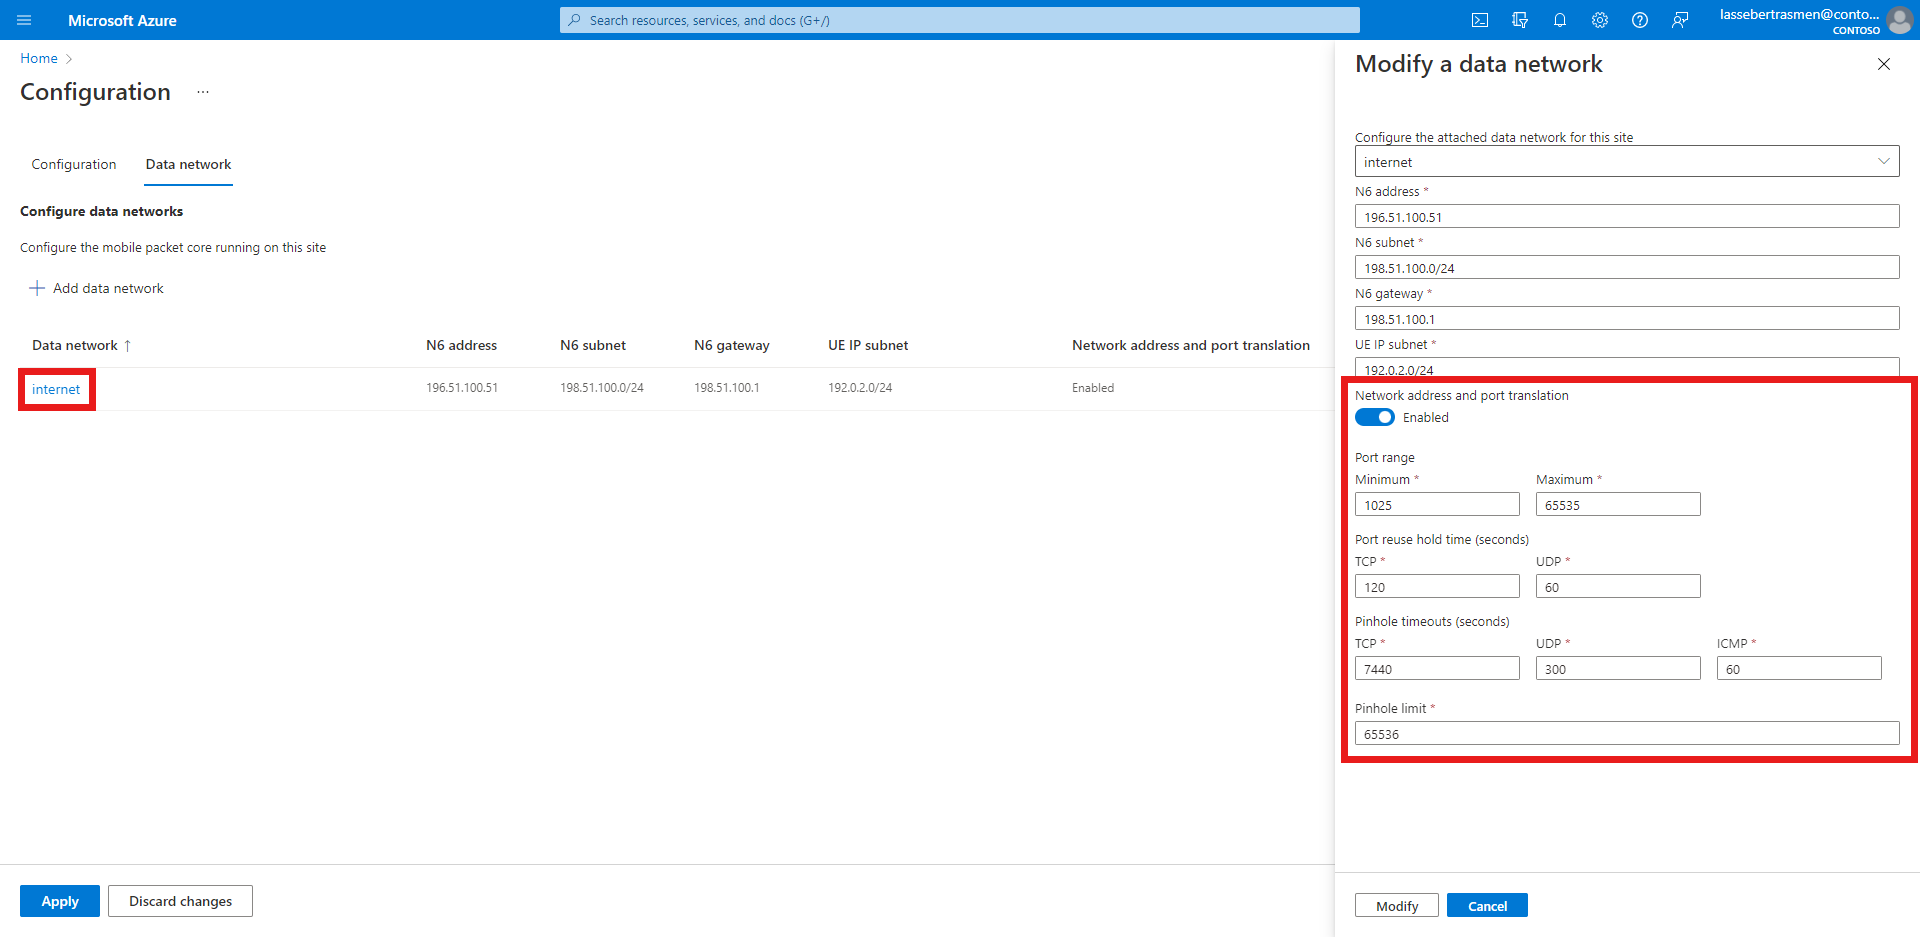 Microsoft Azure
Search resources, services, and docs (G+/)
lassebertrasmen@conto...
CONTOSO
Home
Configuration ...
Configuration Data network
Configure data networks
Configure the mobile packet core running on this site
Add data network
Data network ↑ N6 address N6 subnet N6 gateway UE IP subnet Network address and port translation
internet 196.51.100.51 198.51.100.0/24 198.51.100.1 192.0.2.0/24 Enabled
Apply Discard changes
Modify a data network
Configure the attached data network for this site
internet
N6 address *
196.51.100.51
N6 subnet *
198.51.100.0/24
N6 gateway *
198.51.100.1
UE IP subnet *
192.0.2.0/24
Network address and port translation
Enabled
Port range
Minimum * Maximum *
1025 65535
Port reuse hold time (seconds)
TCP * UDP *
120 60
Pinhole timeouts (seconds)
TCP * UDP * ICMP *
7440 300 60
Pinhole limit *
65536
Modify Cancel